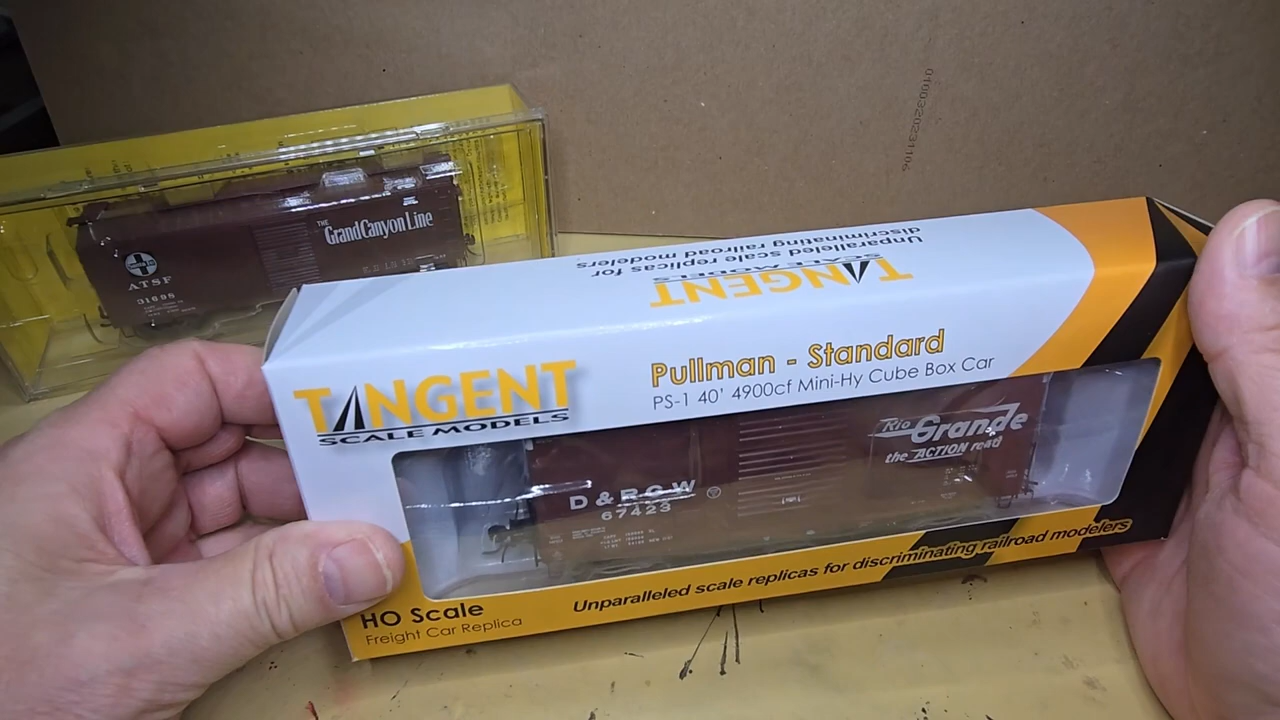 THE
Grand Canyon Line
ATSF
31698
Unparalleled scale replicas for
discriminating railroad modelers
TANGENT
SCALE MODELS
TANGENT
SCALE MODELS
Pullman - Standard
PS-1 40' 4900cf Mini-Hy Cube Box Car
Rio
Grande
the ACTION road
D & R G W
67423
HO Scale
Freight Car Replica
Unparalleled scale replicas for discriminating railroad modelers